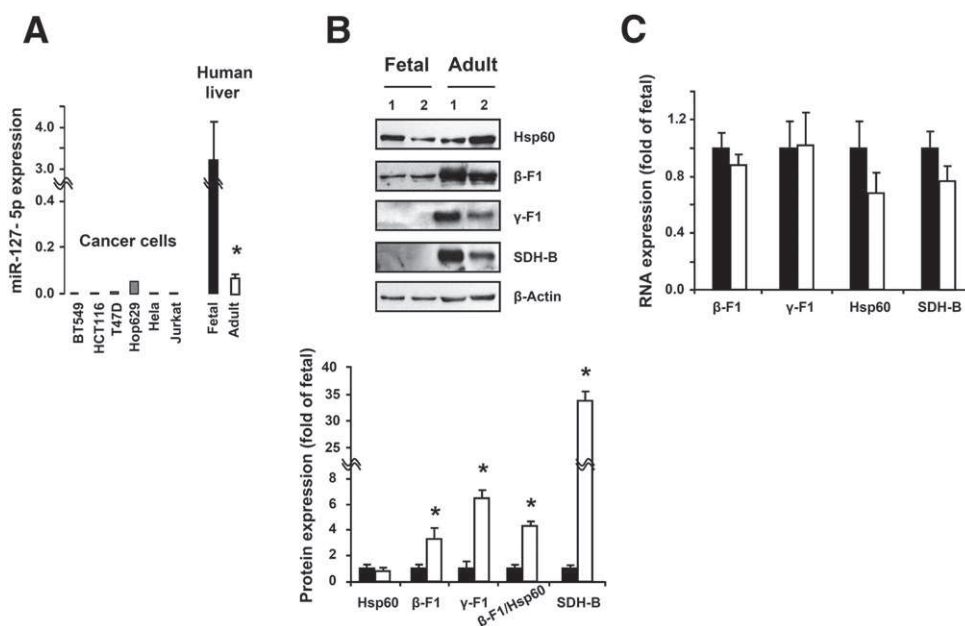 A
miR-127- 5p expression
4.0
3.0
0.4
0.2
0.0
Cancer cells
Human
liver
*
BT549
HCT116
T47D
Hop629
Hela
Jurkat
Fetal
Adult
B
Fetal Adult
1 2 1 2
Hsp60
β-F1
γ-F1
SDH-B
β-Actin
Protein expression (fold of fetal)
40
35
30
25
8
6
4
2
0
* * * *
Hsp60 β-F1 γ-F1 β-F1/Hsp60 SDH-B
C
RNA expression (fold of fetal)
1.2
0.8
0.4
0
β-F1 γ-F1 Hsp60 SDH-B